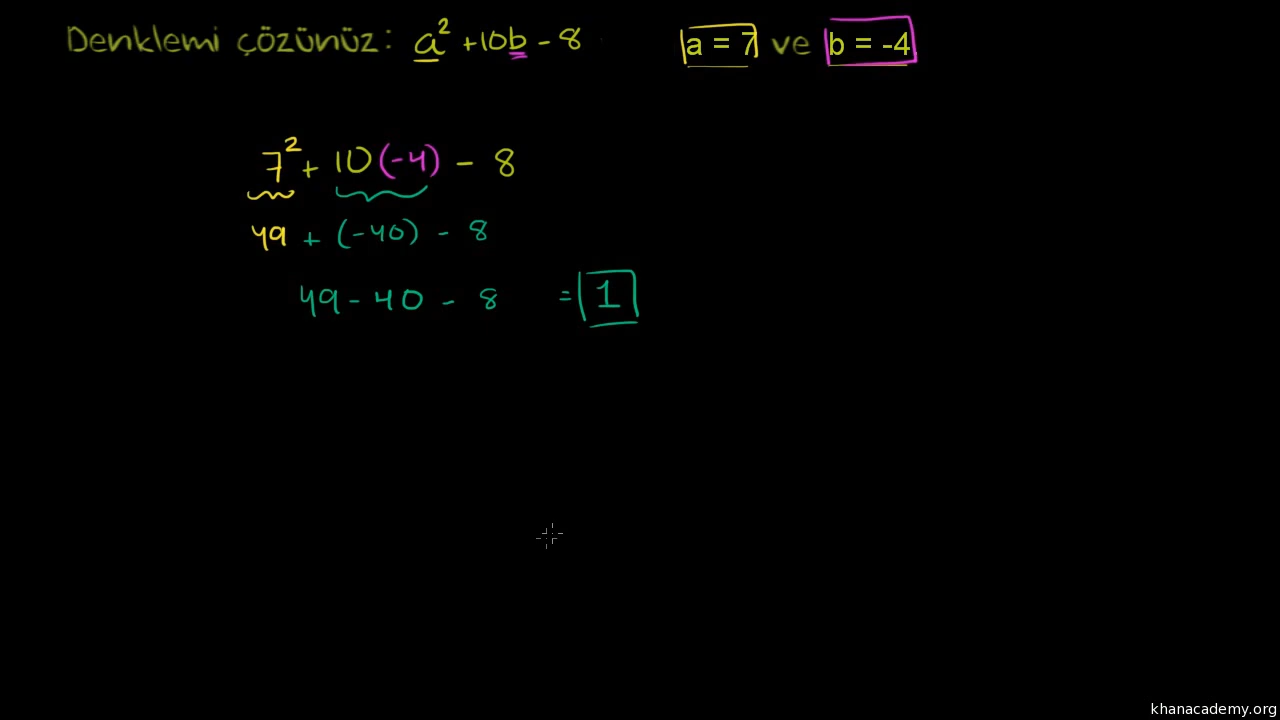 Denklemi çözünüz: a² + 10b - 8 a = 7 ve b = -4
7² + 10(-4) - 8
49 + (-40) - 8
49 - 40 - 8 = 1
khanacademy.org